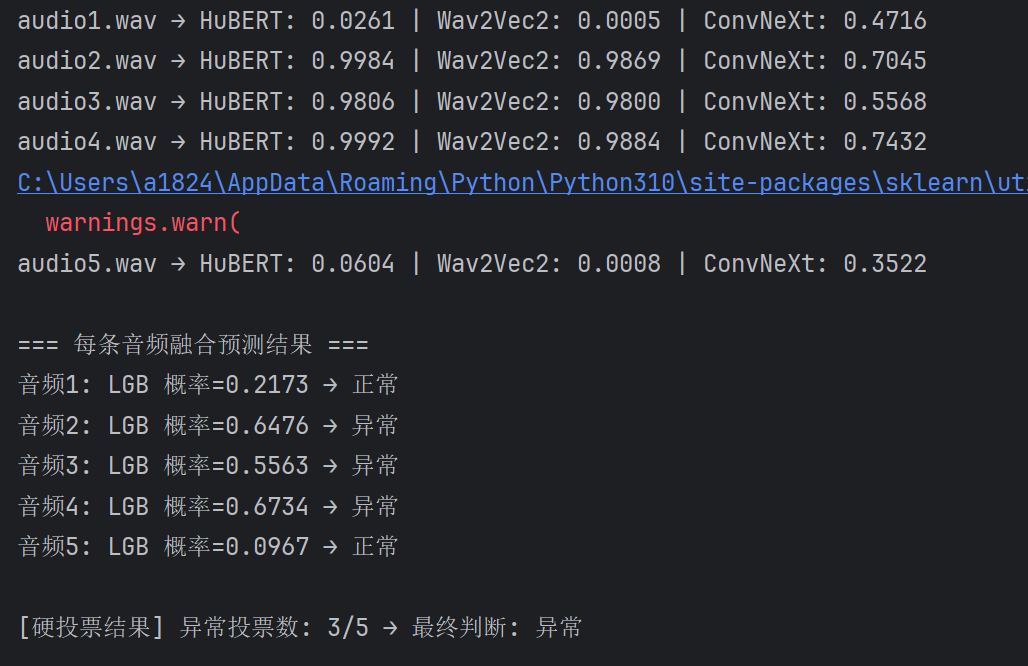 audio1.wav → HuBERT: 0.0261 | Wav2Vec2: 0.0005 | ConvNeXt: 0.4716
audio2.wav → HuBERT: 0.9984 | Wav2Vec2: 0.9869 | ConvNeXt: 0.7045
audio3.wav → HuBERT: 0.9806 | Wav2Vec2: 0.9800 | ConvNeXt: 0.5568
audio4.wav → HuBERT: 0.9992 | Wav2Vec2: 0.9884 | ConvNeXt: 0.7432
C:\Users\a1824\AppData\Roaming\Python\Python310\site-packages\sklearn\ut
warnings.warn(
audio5.wav → HuBERT: 0.0604 | Wav2Vec2: 0.0008 | ConvNeXt: 0.3522
=== 每条音频融合预测结果 ===
音频1: LGB 概率=0.2173 → 正常
音频2: LGB 概率=0.6476 → 异常
音频3: LGB 概率=0.5563 → 异常
音频4: LGB 概率=0.6734 → 异常
音频5: LGB 概率=0.0967 → 正常
[硬投票结果] 异常投票数: 3/5 → 最终判断: 异常